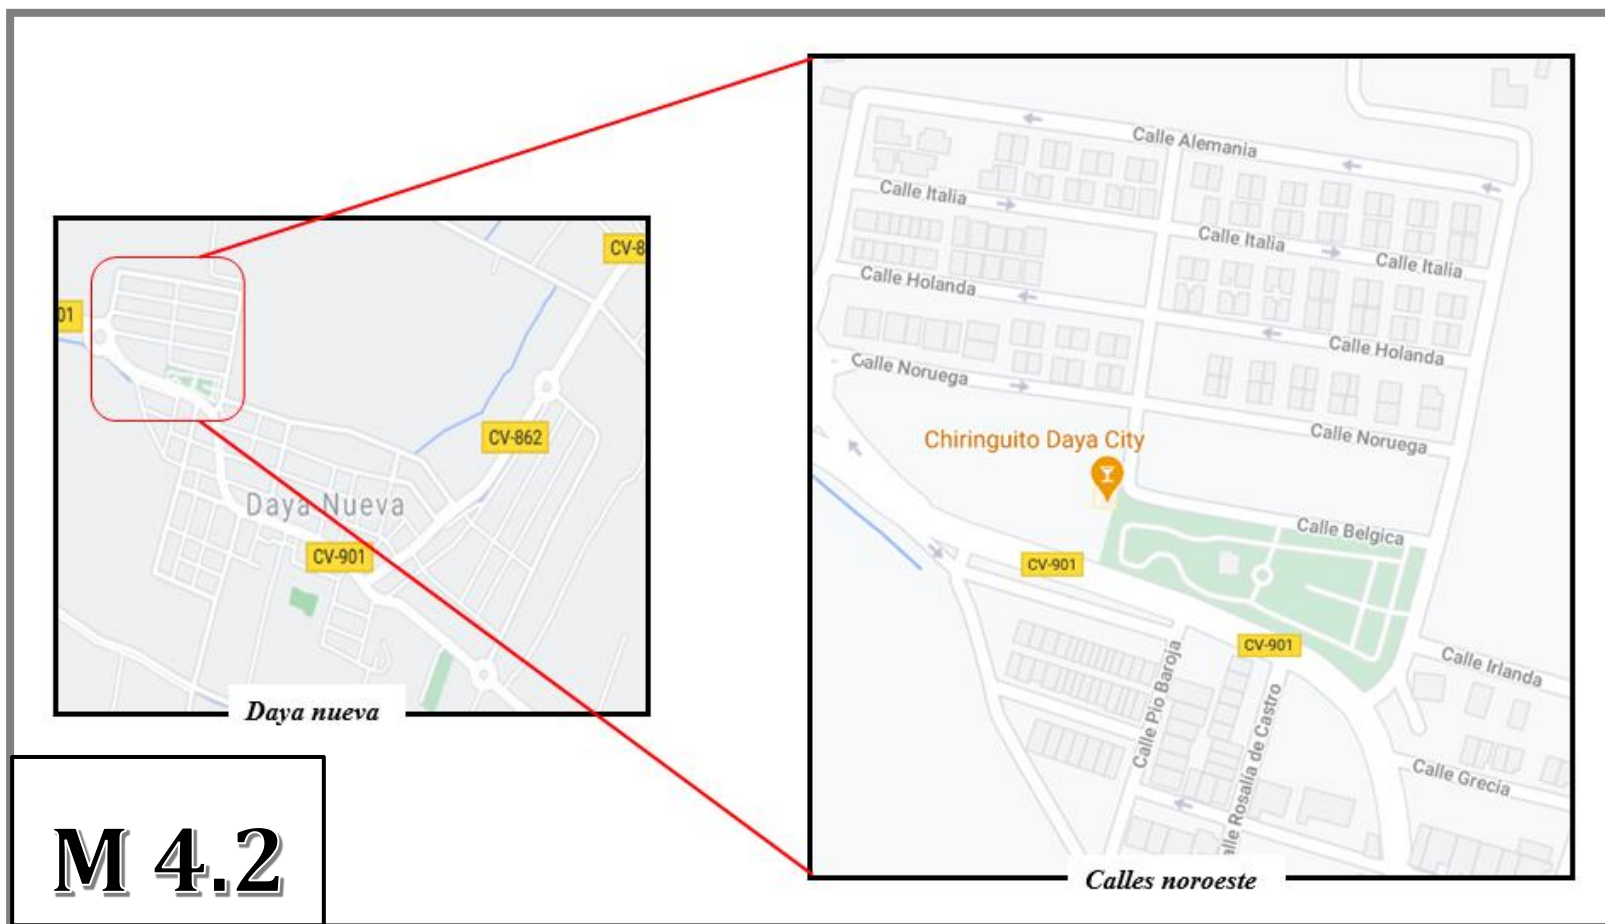 CV-8
01
CV-862
Daya Nueva
CV-901
Daya nueva
M 4.2
Calle Alemania
Calle Italia
Calle Italia
Calle Italia
Calle Holanda
Calle Holanda
Calle Noruega
Calle Noruega
Chiringuito Daya City
Calle Belgica
CV-901
CV-901
Calle Irlanda
Calle Pio Baroja
alle Rosalía de Castro
Calle Grecia
Calles noroeste